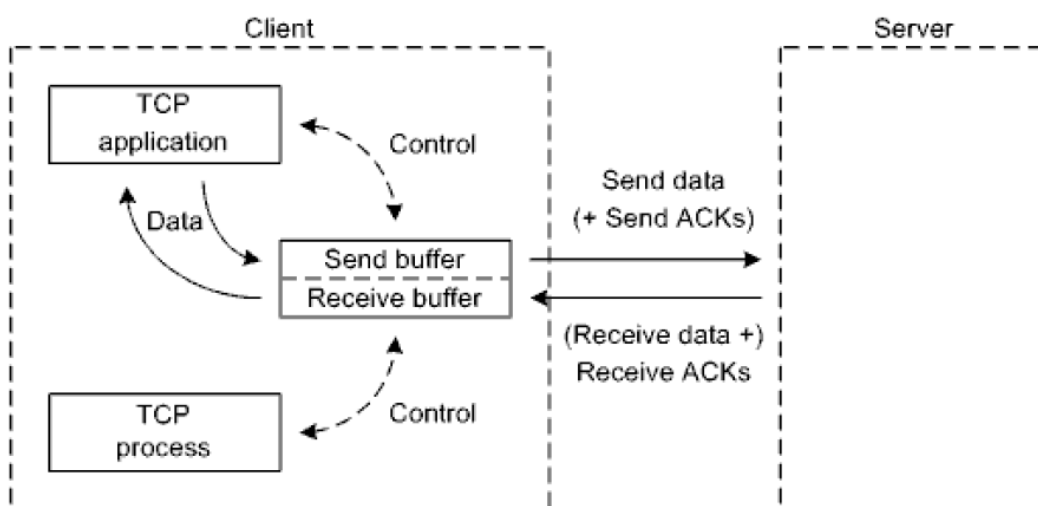 Client
Server
TCP
application
Control
Data
Send buffer
Receive buffer
Send data
(+ Send ACKs)
(Receive data +)
Receive ACKs
TCP
process
Control